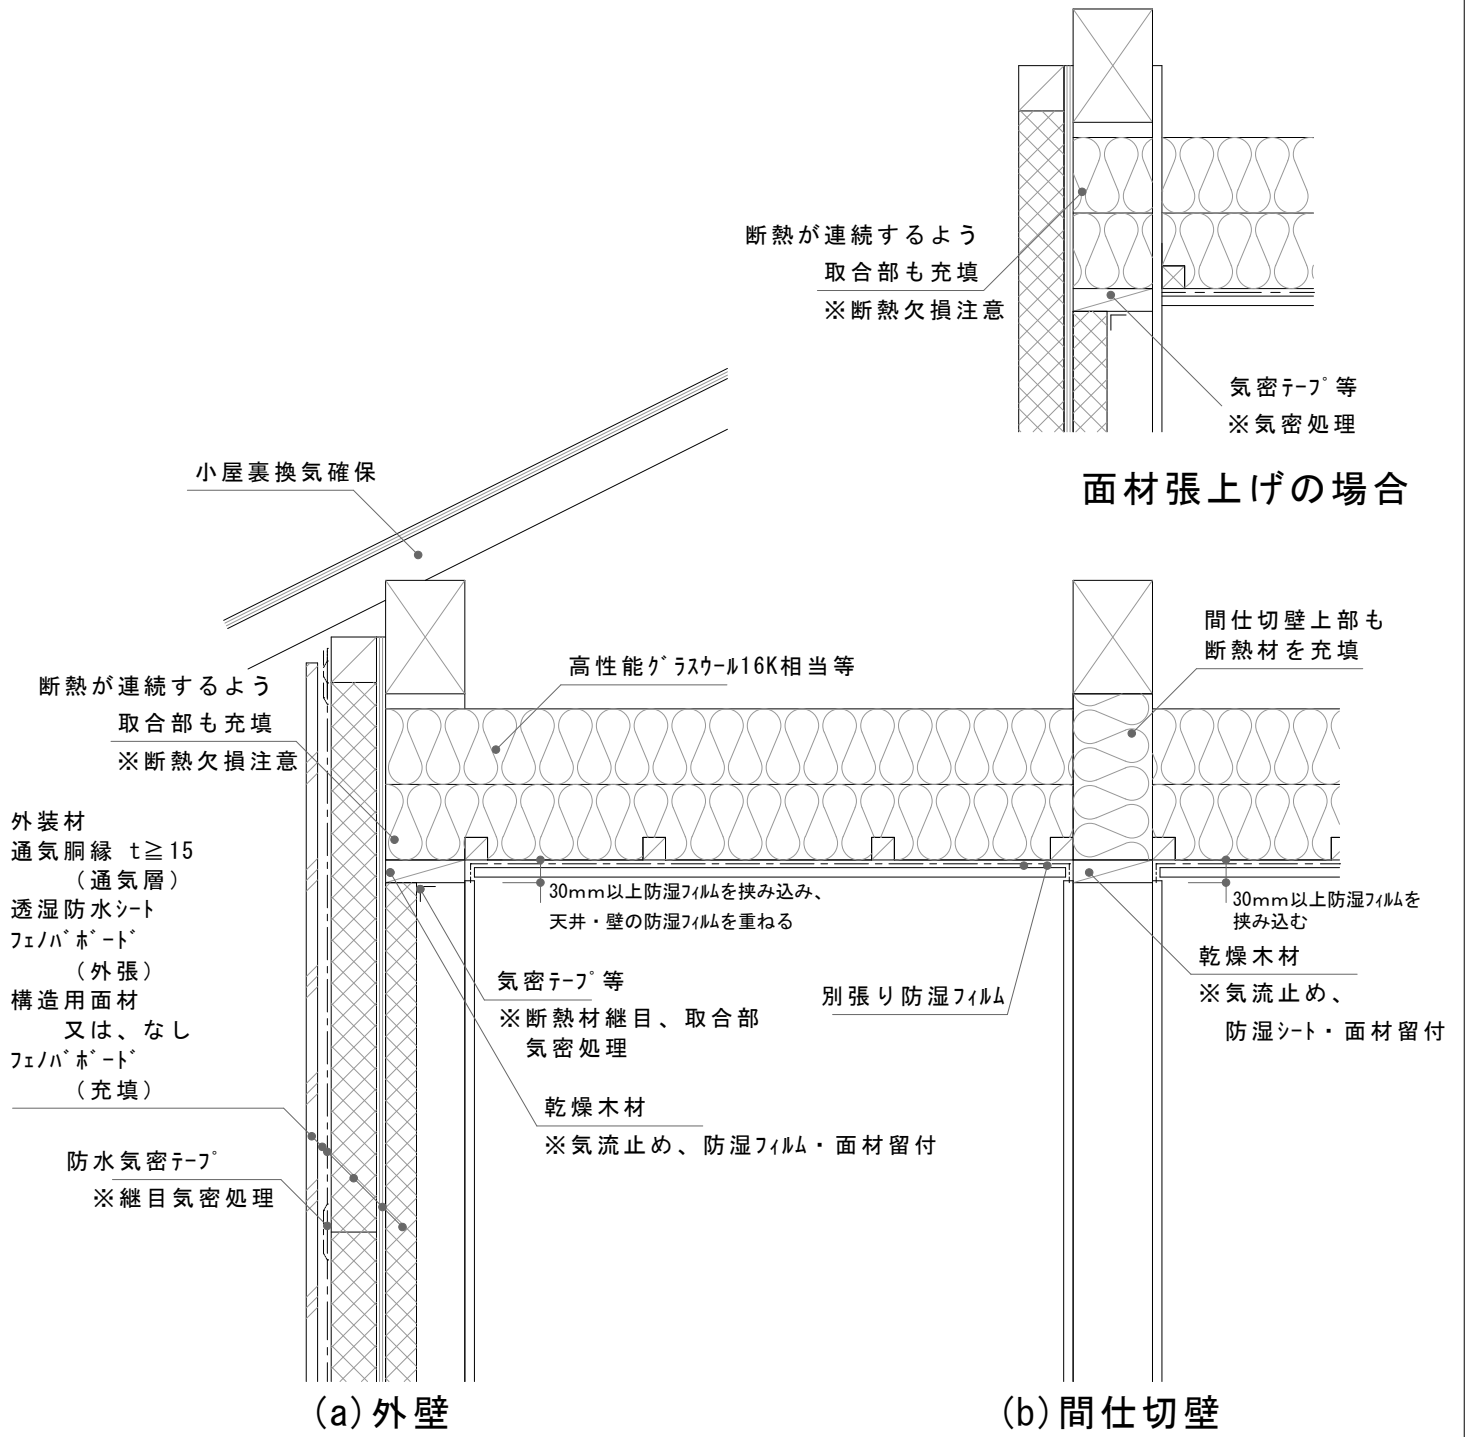 断熱が連続するよう
取合部も充填
※断熱欠損注意
気密ﾃｰﾌﾟ等
※気密処理
面材張上げの場合
小屋裏換気確保
断熱が連続するよう
取合部も充填
※断熱欠損注意
高性能ｸﾞﾗｽｳｰﾙ16K相当等
間仕切壁上部も
断熱材を充填
外装材
通気胴縁 t≧15
（通気層）
透湿防水ｼｰﾄ
ﾌｪﾉﾊﾞﾎﾞｰﾄﾞ
（外張）
構造用面材
又は、なし
ﾌｪﾉﾊﾞﾎﾞｰﾄﾞ
（充填）
防水気密ﾃｰﾌﾟ
※継目気密処理
30mm以上防湿ﾌｨﾙﾑを挟み込み、
天井・壁の防湿ﾌｨﾙﾑを重ねる
気密ﾃｰﾌﾟ等
※断熱材継目、取合部
気密処理
乾燥木材
※気流止め、防湿ﾌｨﾙﾑ・面材留付
別張り防湿ﾌｨﾙﾑ
30mm以上防湿ﾌｨﾙﾑを
挟み込む
乾燥木材
※気流止め、
防湿ｼｰﾄ・面材留付
(a)外壁
(b)間仕切壁